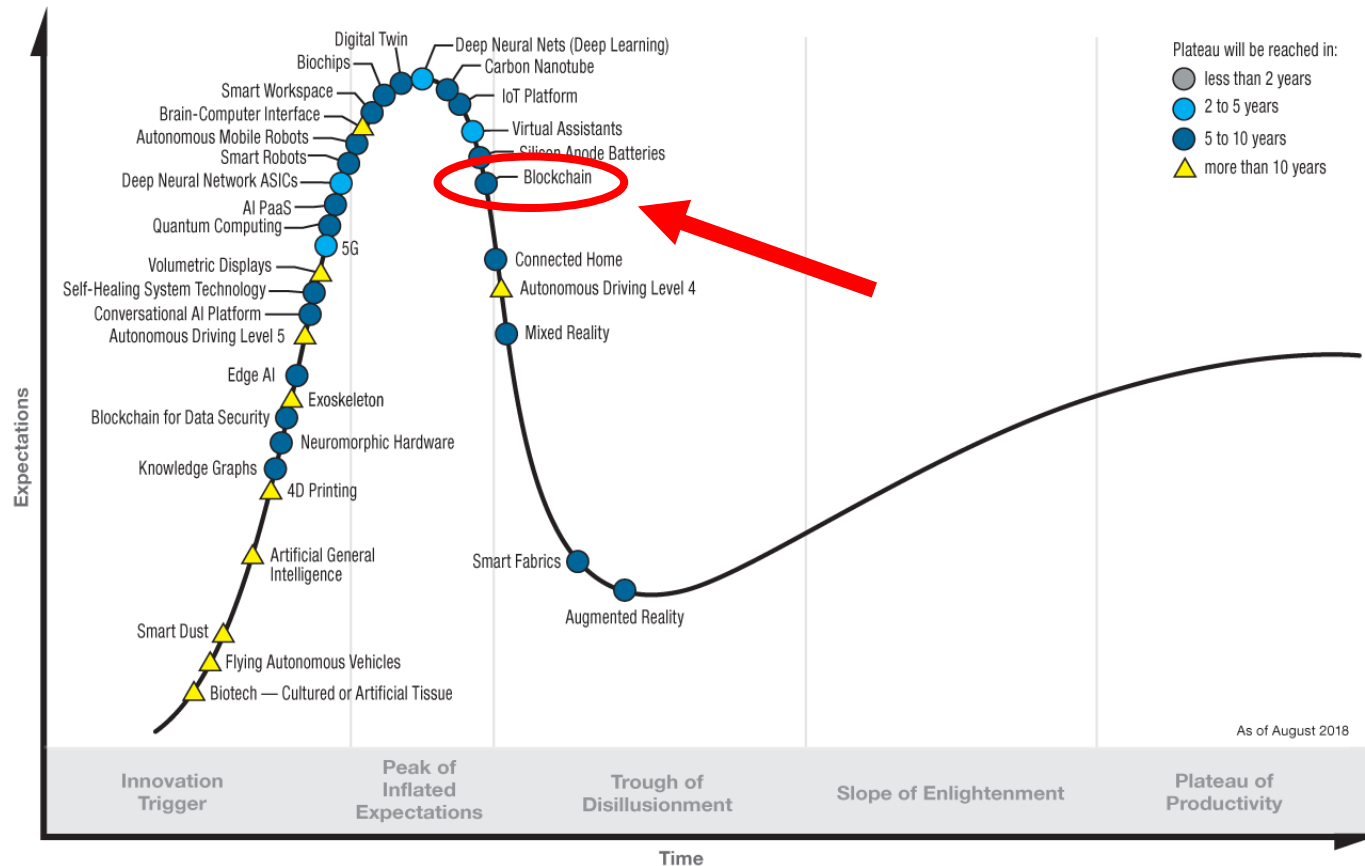 Digital Twin
Deep Neural Nets (Deep Learning)
Biochips
Carbon Nanotube
Smart Workspace
IoT Platform
Brain-Computer Interface
Virtual Assistants
Autonomous Mobile Robots
Silicon Anode Batteries
Smart Robots
Blockchain
Deep Neural Network ASICs
AI PaaS
Quantum Computing
5G
Volumetric Displays
Connected Home
Self-Healing System Technology
Autonomous Driving Level 4
Conversational AI Platform
Autonomous Driving Level 5
Mixed Reality
Edge AI
Exoskeleton
Blockchain for Data Security
Neuromorphic Hardware
Knowledge Graphs
4D Printing
Artificial General
Intelligence
Smart Fabrics
Augmented Reality
Smart Dust
Flying Autonomous Vehicles
Biotech — Cultured or Artificial Tissue
Plateau will be reached in:
less than 2 years
2 to 5 years
5 to 10 years
more than 10 years
As of August 2018
Expectations
Innovation
Trigger
Peak of
Inflated
Expectations
Trough of
Disillusionment
Slope of Enlightenment
Plateau of
Productivity
Time